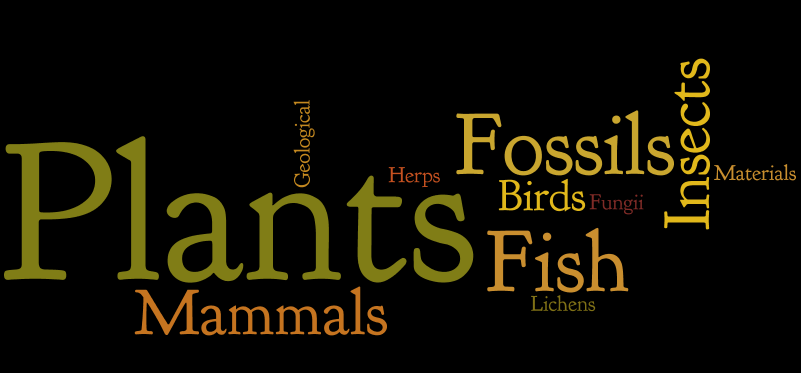 Plants
Geological
Herps
Fossils
Insects
Materials
Birds
Fungii
Fish
Mammals
Lichens